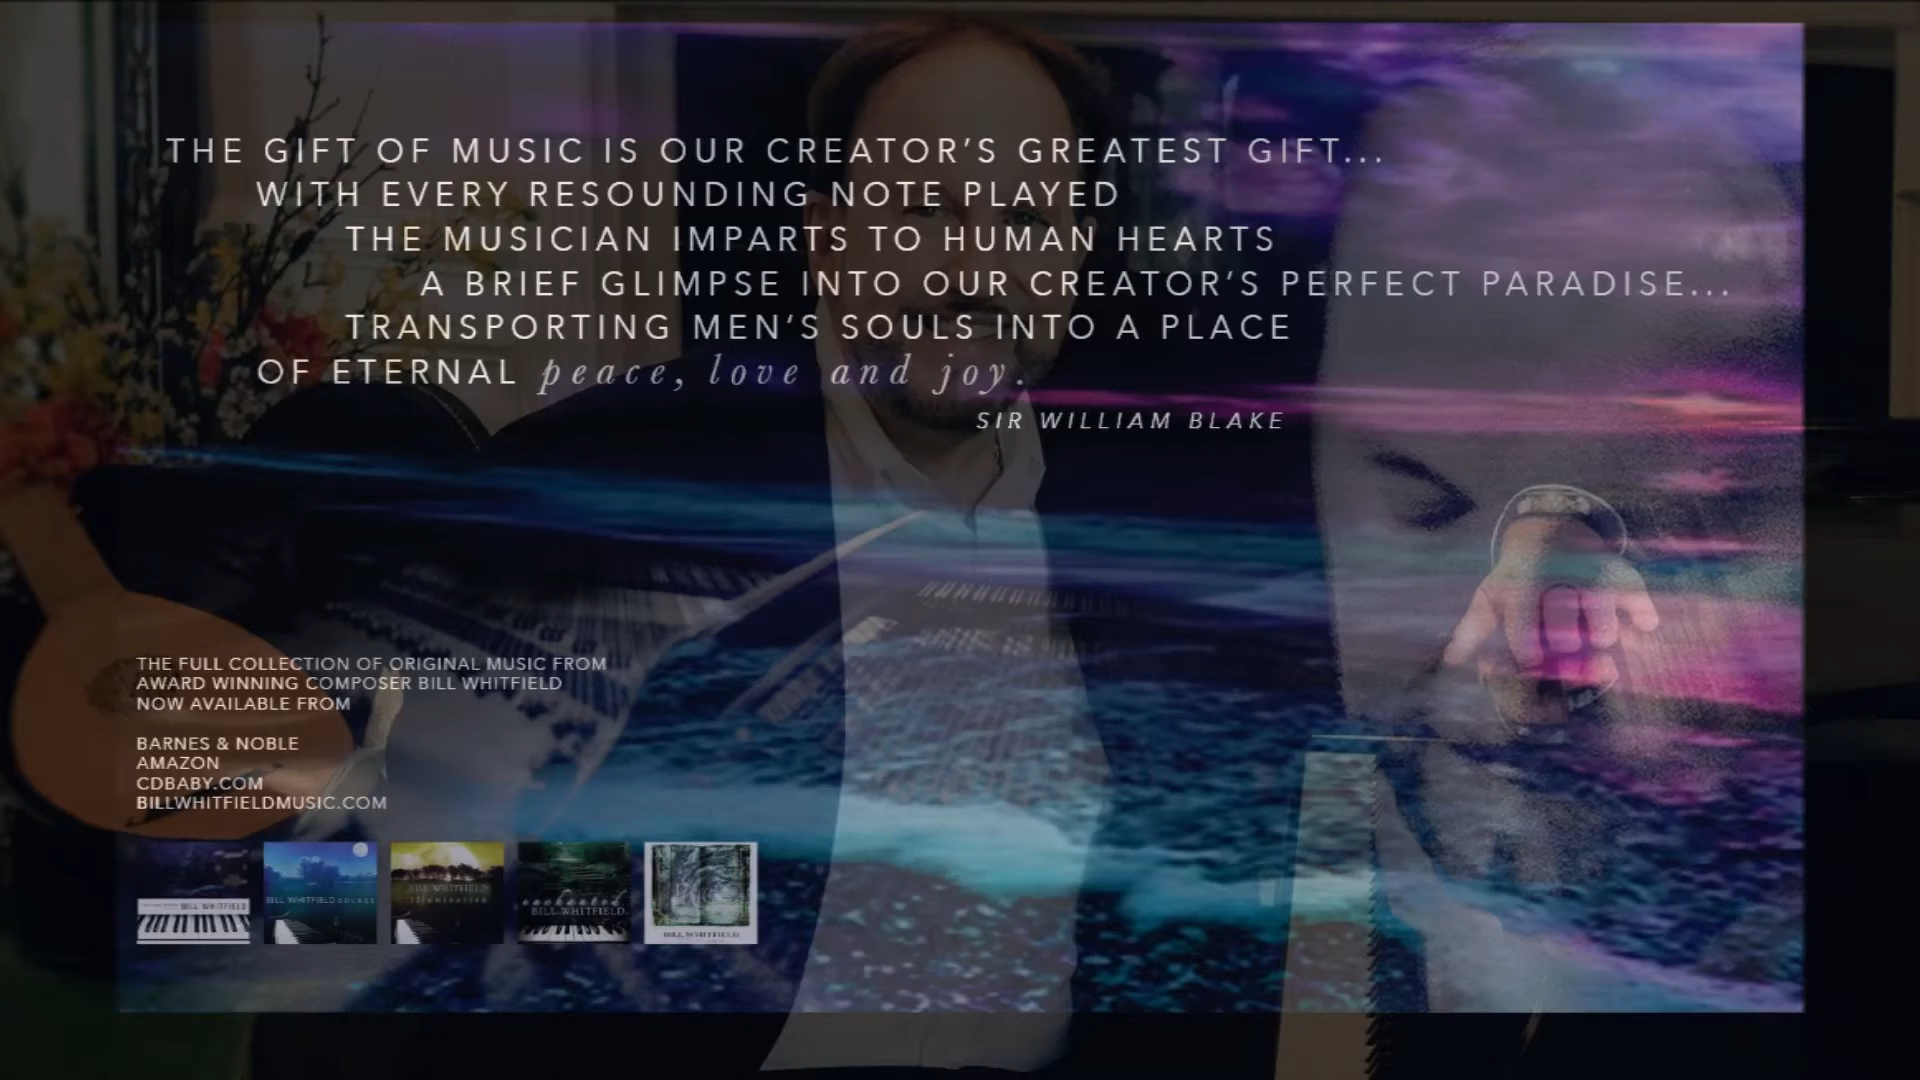 THE GIFT OF MUSIC IS OUR CREATOR'S GREATEST GIFT...
WITH EVERY RESOUNDING NOTE PLAYED
THE MUSICIAN IMPARTS TO HUMAN HEARTS
A BRIEF GLIMPSE INTO OUR CREATOR'S PERFECT PARADISE...
TRANSPORTING MEN'S SOULS INTO A PLACE
OF ETERNAL peace, love and joy.
SIR WILLIAM BLAKE
THE FULL COLLECTION OF ORIGINAL MUSIC FROM
AWARD WINNING COMPOSER BILL WHITFIELD
NOW AVAILABLE FROM
BARNES & NOBLE
AMAZON
CDBABY.COM
BILLWHITFIELDMUSIC.COM
BILL WHITFIELD
BILL WHITFIELD SOLACE
BILL WHITFIELD
illumination
enchanted
BILL WHITFIELD
BILL WHITFIELD